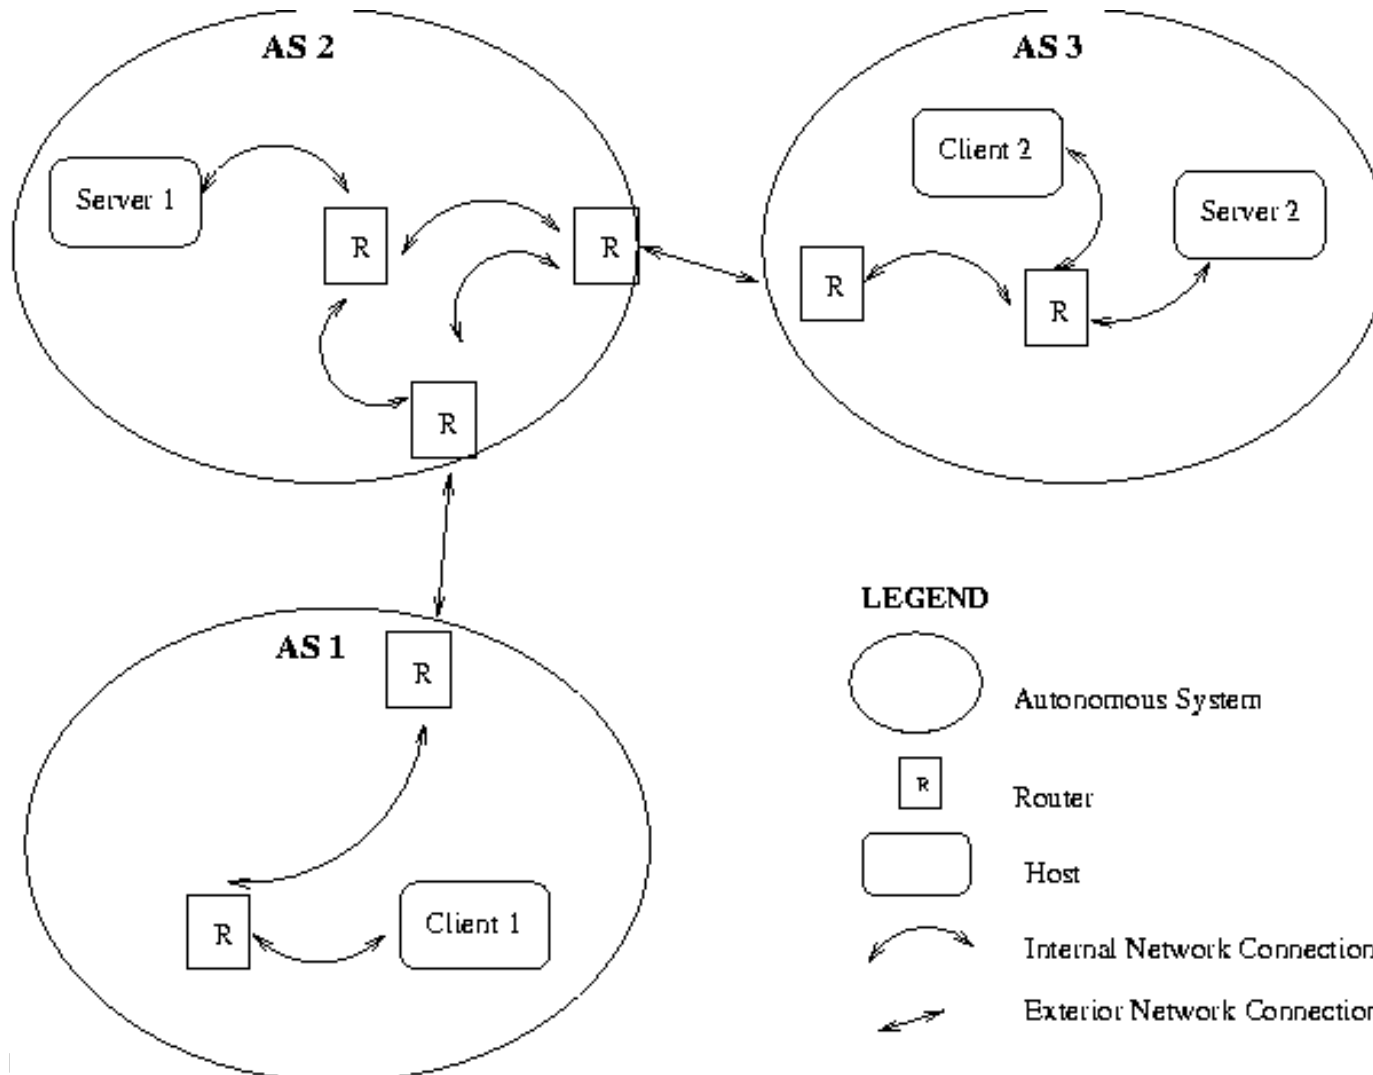 AS 2
AS 3
Client 2
Server 1
Server 2
R
R
R
R
R
LEGEND
AS 1
R
Autonomous System
R
Router
Host
R
Client 1
Internal Network Connection
Exterior Network Connection